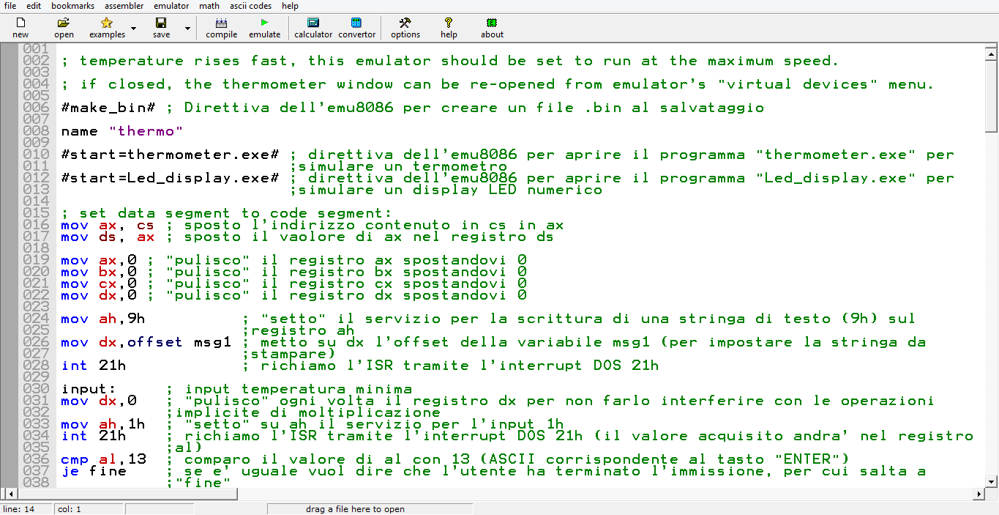 file edit bookmarks assembler emulator math ascii codes help
new open examples save compile emulate calculator convertor options help about
001
002 ; temperature rises fast, this emulator should be set to run at the maximum speed.
003
004 ; if closed, the thermometer window can be re-opened from emulator's "virtual devices" menu.
005
006 #make_bin# ; Direttiva dell'emu8086 per creare un file .bin al salvataggio
007
008 name "thermo"
009
010 #start=thermometer.exe# ; direttiva dell'emu8086 per aprire il programma "thermometer.exe" per
011 ;simulare un termometro
012 #start=Led_display.exe# ; direttiva dell'emu8086 per aprire il programma "Led_display.exe" per
013 ;simulare un display LED numerico
014
015 ; set data segment to code segment:
016 mov ax, cs ; sposto l'indirizzo contenuto in cs in ax
017 mov ds, ax ; sposto il vaolore di ax nel registro ds
018
019 mov ax,0 ; "pulisco" il registro ax spostandovi 0
020 mov bx,0 ; "pulisco" il registro bx spostandovi 0
021 mov cx,0 ; "pulisco" il registro cx spostandovi 0
022 mov dx,0 ; "pulisco" il registro dx spostandovi 0
023
024 mov ah,9h ; "setto" il servizio per la scrittura di una stringa di testo (9h) sul
025 ;registro ah
026 mov dx,offset msg1 ; metto su dx l'offset della variabile msg1 (per impostare la stringa da
027 ;stampare)
028 int 21h ; richiamo l'ISR tramite l'interrupt DOS 21h
029
030 input: ; input temperatura minima
031 mov dx,0 ; "pulisco" ogni volta il registro dx per non farlo interferire con le operazioni
032 ;implicite di moltiplicazione
033 mov ah,1h ; "setto" su ah il servizio per l'input 1h
034 int 21h ; richiamo l'ISR tramite l'interrupt DOS 21h (il valore acquisito andra' nel registro
035 ;al)
036 cmp al,13 ; comparo il valore di al con 13 (ASCII corrispondente al tasto "ENTER")
037 je fine ; se e' uguale vuol dire che l'utente ha terminato l'immissione, per cui salta a
038 ;"fine"
line: 14 col: 1 drag a file here to open